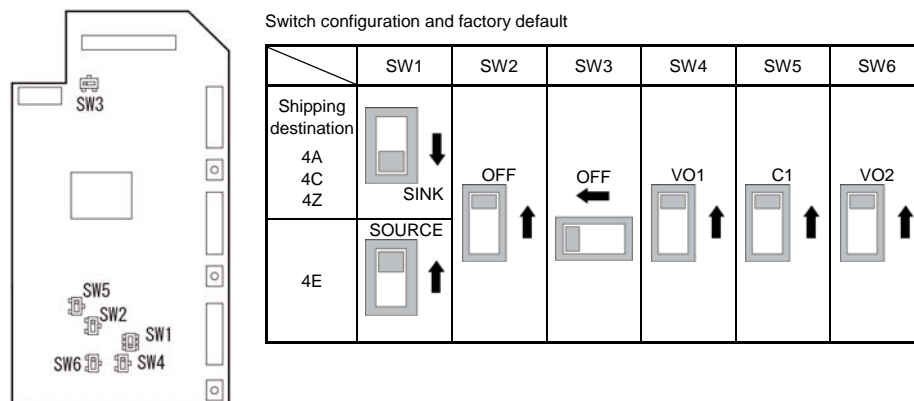 Switch configuration and factory default
SW1 SW2 SW3 SW4 SW5 SW6
Shipping
destination
4A
4C
4Z
SINK
SOURCE
4E
OFF
OFF
VO1
C1
VO2
SW3
SW5
SW2
SW1
SW6
SW4